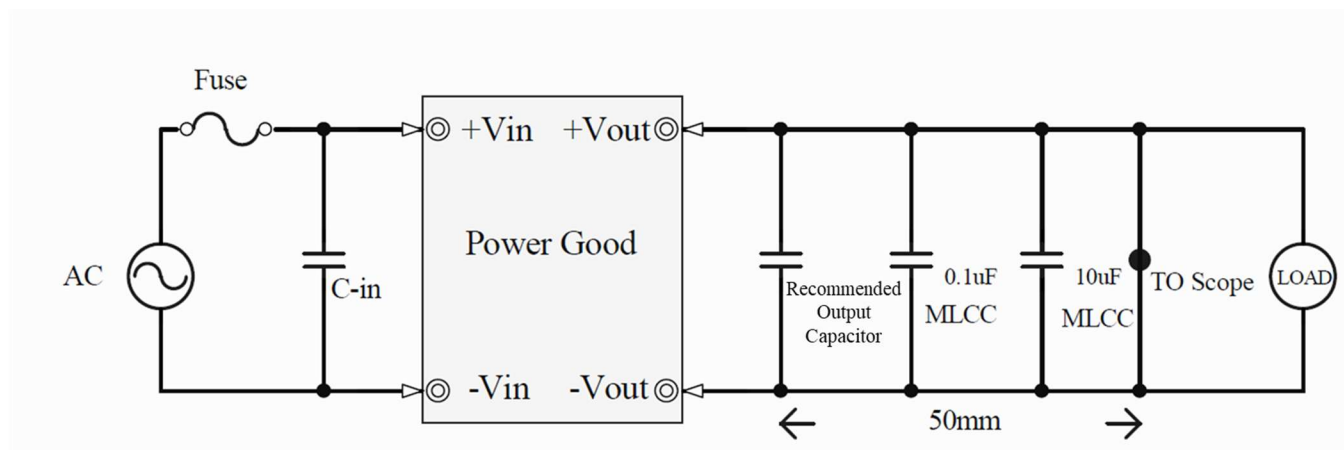 Fuse
+Vin +Vout
Power Good
AC
C-in
Recommended
Output
Capacitor
0.1uF
MLCC
10uF
MLCC
TO Scope
LOAD
-Vin -Vout
50mm